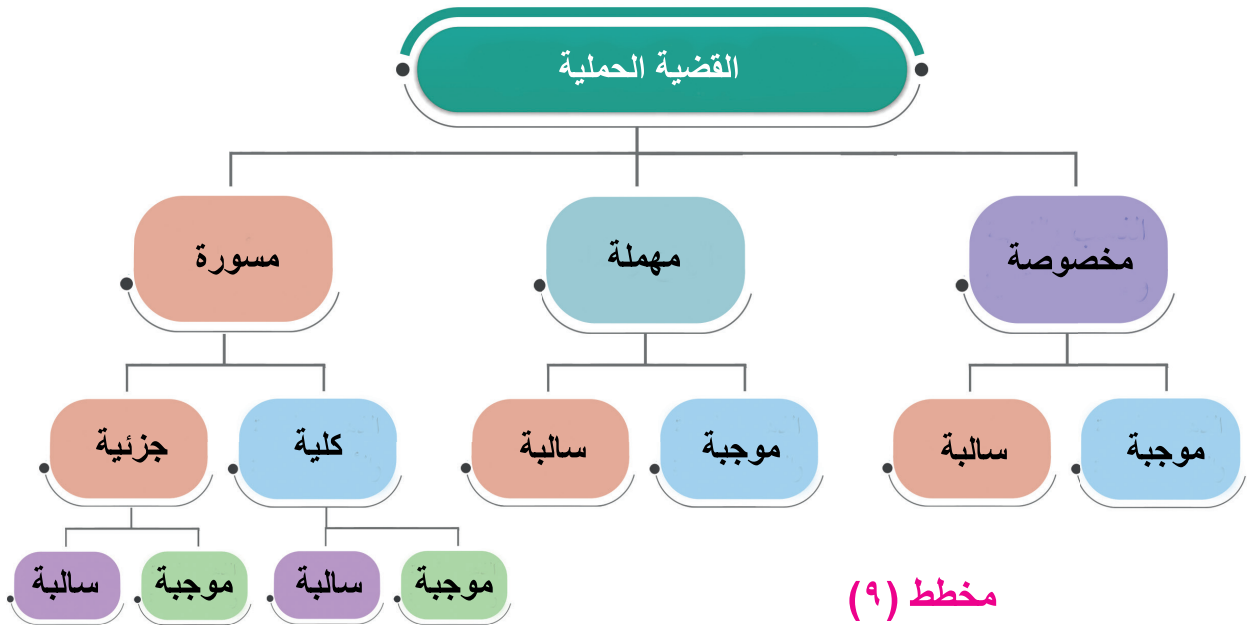 القضية الحملية
مخصوصة
مهملة
مسورة
موجبة
سالبة
موجبة
سالبة
كلية
جزئية
موجبة
سالبة
موجبة
سالبة
مخطط (٩)